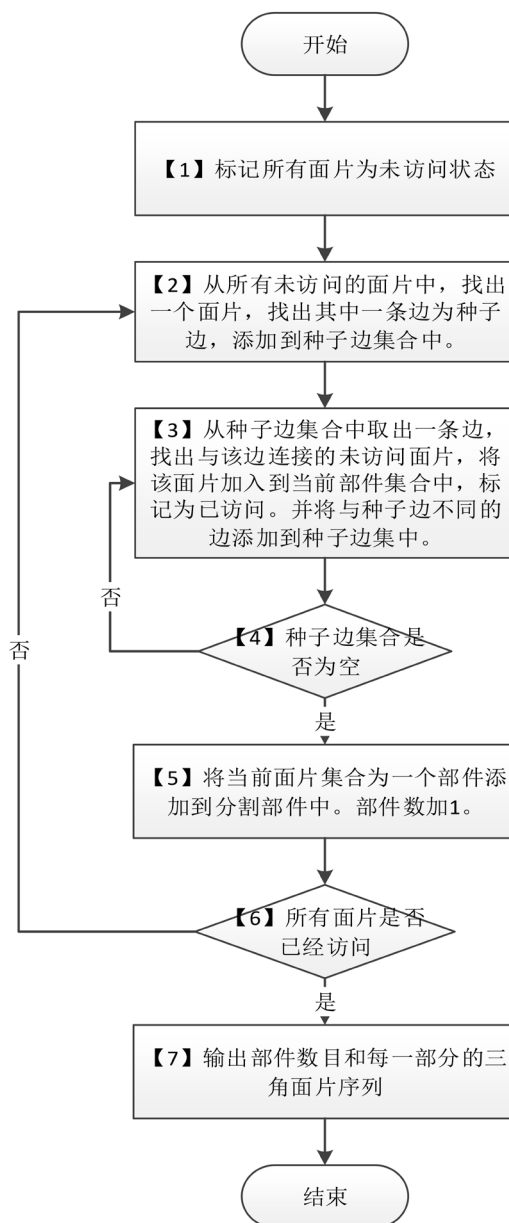 开始
【1】标记所有面片为未访问状态
【2】从所有未访问的面片中，找出
一个面片，找出其中一条边为种子
边，添加到种子边集合中。
【3】从种子边集合中取出一条边，
找出与该边连接的未访问面片，将
该面片加入到当前部件集合中，标
记为已访问。并将与种子边不同的
边添加到种子边集中。
否
否
【4】种子边集合是
否为空
是
【5】将当前面片集合为一个部件添
加到分割部件中。部件数加1。
【6】所有面片是否
已经访问
是
【7】输出部件数目和每一部分的三
角面片序列
结束